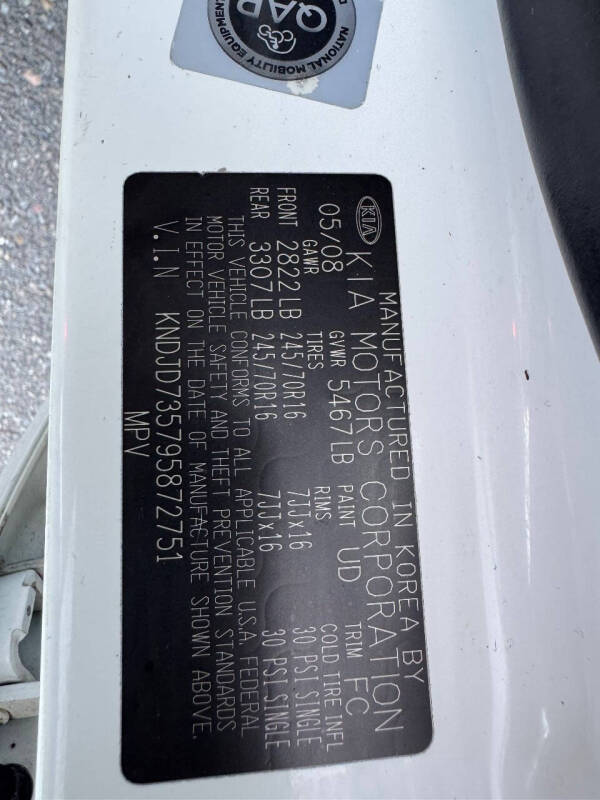 QAP
NATIONAL MOBILITY EQUIPMENT
MANUFACTURED IN KOREA BY
KIA KIA MOTORS CORPORATION
05/08 GVWR 5467LB PAINT UD TRIM FC
GAWR TIRES RIMS COLD TIRE INFL
FRONT 2822LB 245/70R16 7JJx16 30 PSI SINGLE
REAR 3307LB 245/70R16 7JJx16 30 PSI SINGLE
THIS VEHICLE CONFORMS TO ALL APPLICABLE U.S.A. FEDERAL
MOTOR VEHICLE SAFETY AND THEFT PREVENTION STANDARDS
IN EFFECT ON THE DATE OF MANUFACTURE SHOWN ABOVE.
V.I.N KNDJD735795872751
MPV